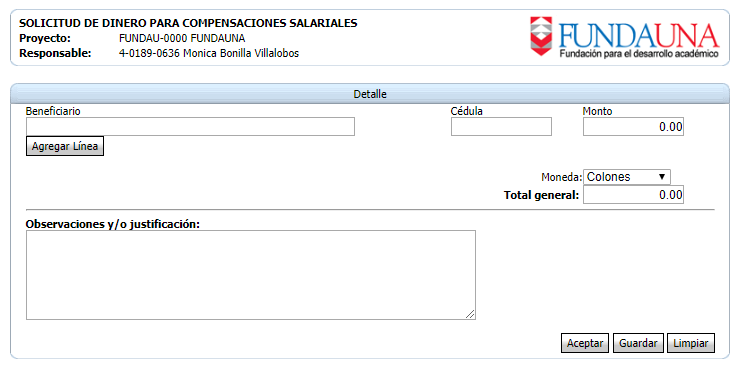 SOLICITUD DE DINERO PARA COMPENSACIONES SALARIALES
Proyecto: FUNDAU-0000 FUNDAUNA
Responsable: 4-0189-0636 Monica Bonilla Villalobos
FUNDAUNA
Fundación para el desarrollo académico
Detalle
Beneficiario Cédula Monto
0.00
Agregar Línea
Moneda: Colones
Total general: 0.00
Observaciones y/o justificación:
Aceptar Guardar Limpiar